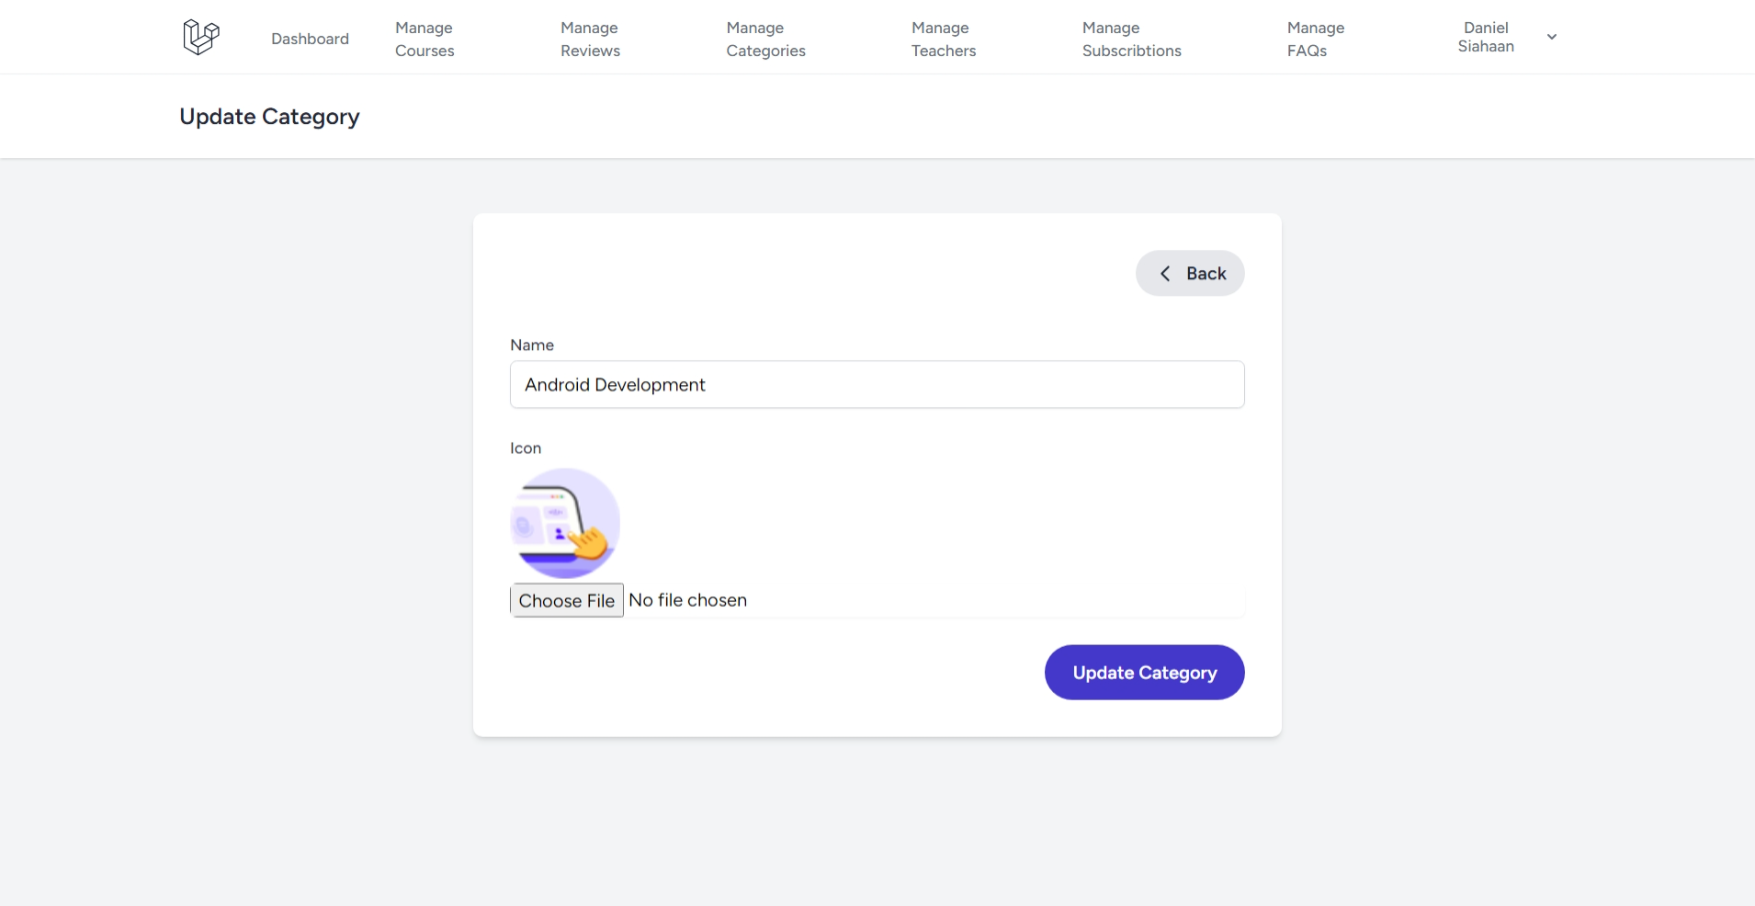 Dashboard
Manage
Courses
Manage
Reviews
Manage
Categories
Manage
Teachers
Manage
Subscribtions
Manage
FAQs
Daniel
Siahaan
Update Category
Back
Name
Android Development
Icon
Choose File No file chosen
Update Category